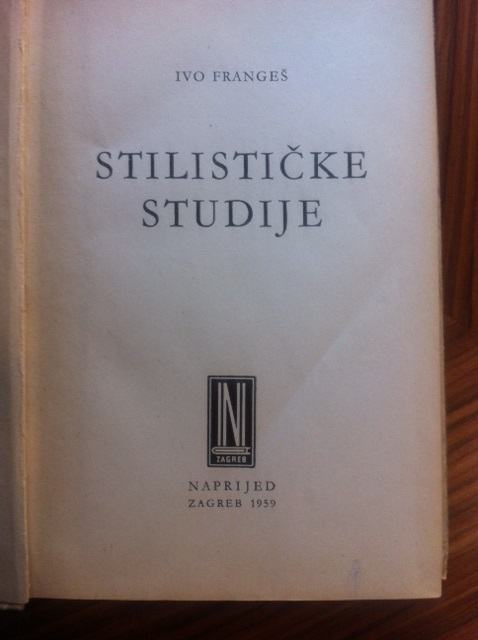 IVO FRANGEŠ
STILISTIČKE
STUDIJE
N
ZAGREB
NAPRIJED
ZAGREB 1959